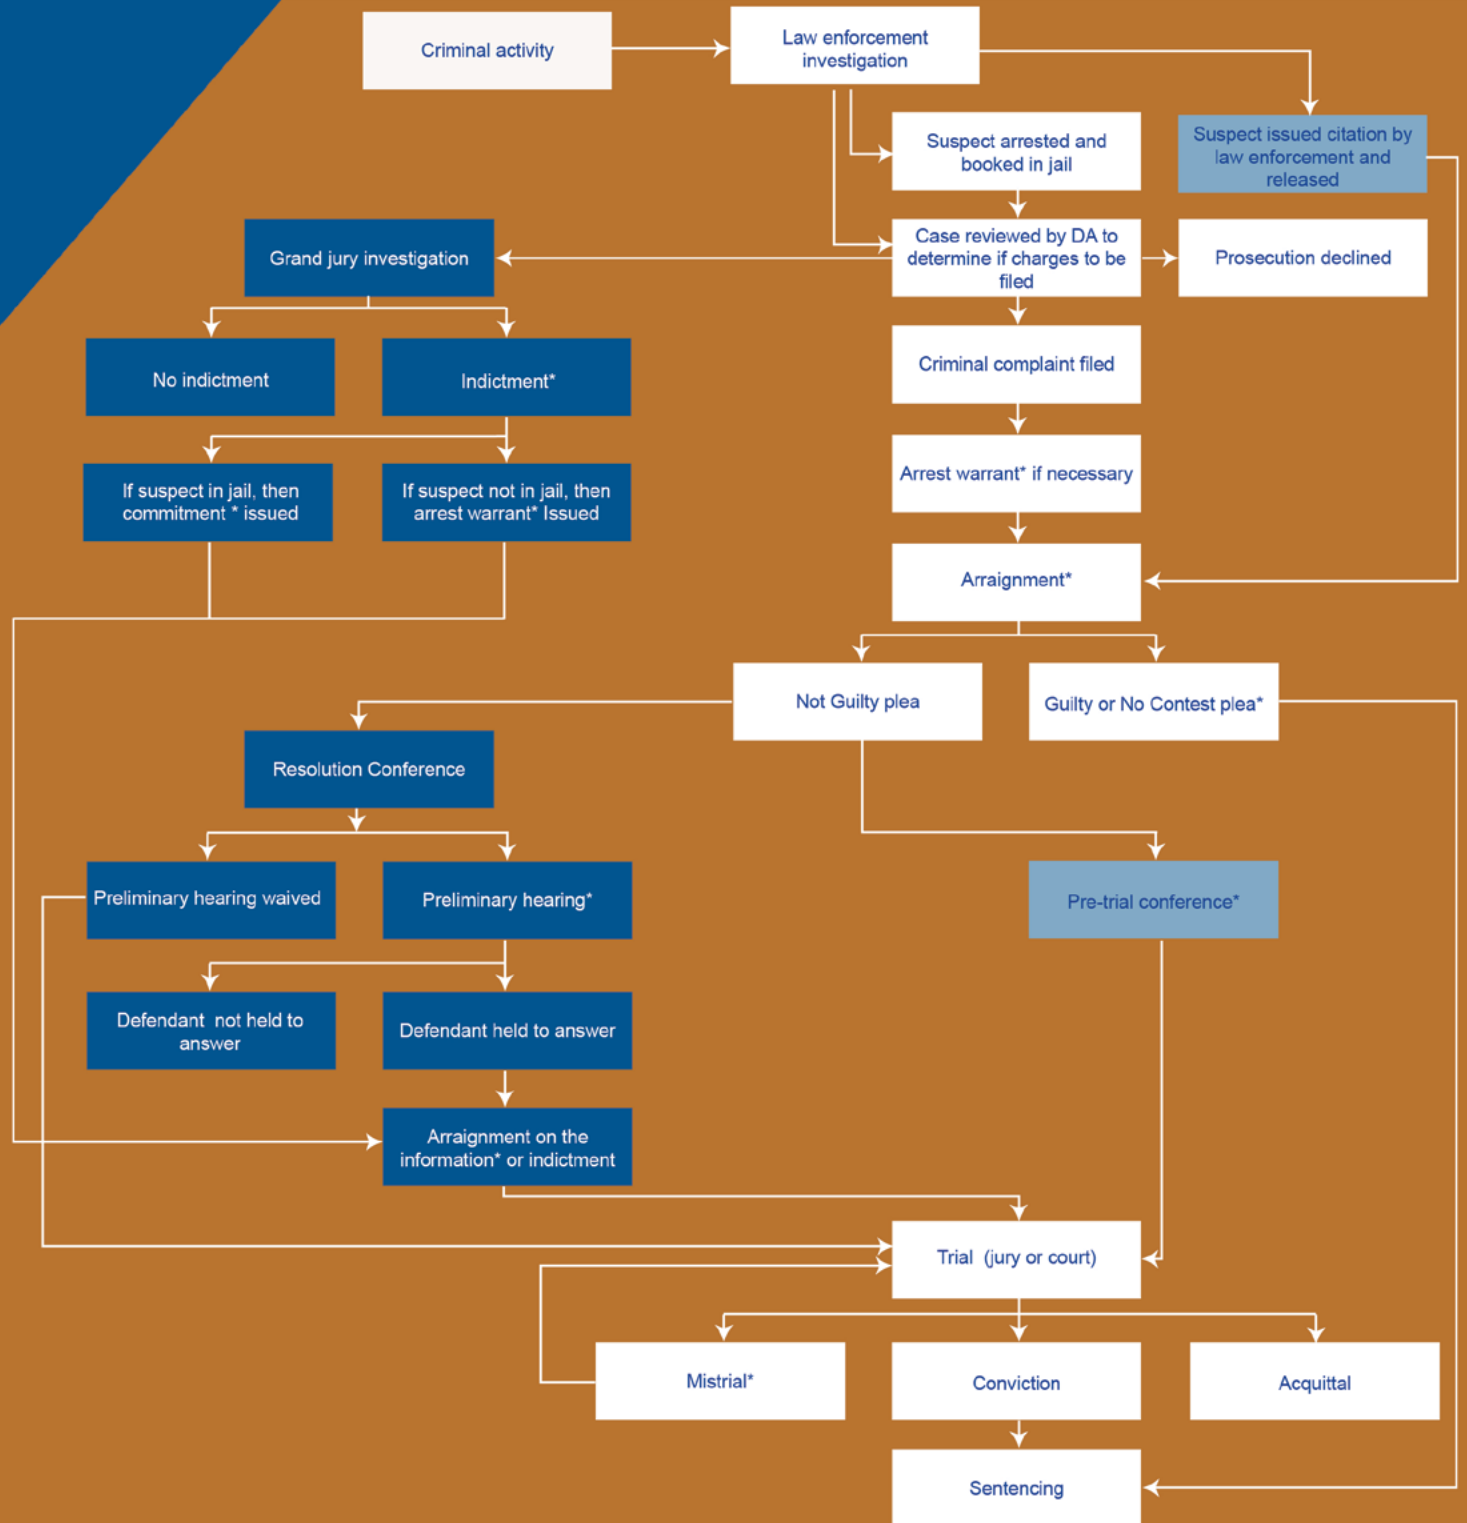 Criminal activity
Law enforcement
investigation
Suspect arrested and
booked in jail
Suspect issued citation by
law enforcement and
released
Grand jury investigation
Case reviewed by DA to
determine if charges to be
filed
Prosecution declined
No indictment
Indictment*
Criminal complaint filed
If suspect in jail, then
commitment * issued
If suspect not in jail, then
arrest warrant* Issued
Arrest warrant* if necessary
Arraignment*
Not Guilty plea
Guilty or No Contest plea*
Resolution Conference
Preliminary hearing waived
Preliminary hearing*
Pre-trial conference*
Defendant  not held to
answer
Defendant held to answer
Arraignment on the
information* or indictment
Trial  (jury or court)
Mistrial*
Conviction
Acquittal
Sentencing